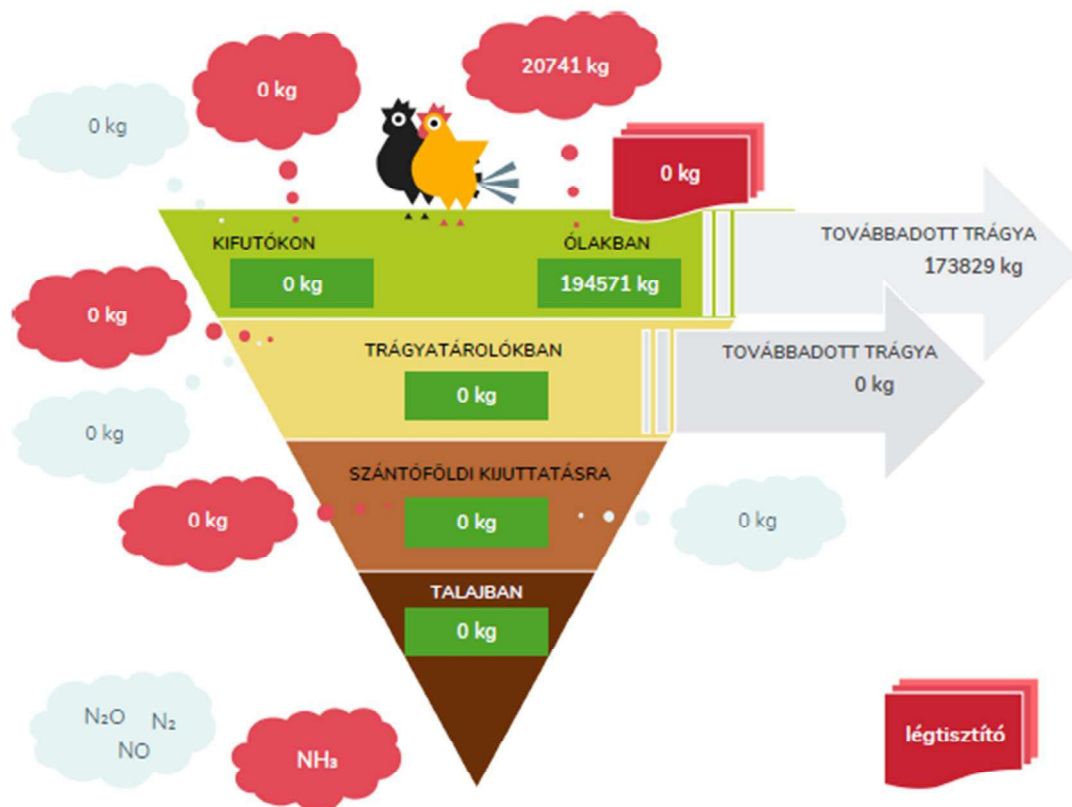 20741 kg
0 kg
0 kg
0 kg
KIFUTÓKON
ÓLAKBAN
TOVÁBBADOTT TRÁGYA
0 kg
194571 kg
173829 kg
0 kg
TRÁGYATÁROLÓKBAN
TOVÁBBADOTT TRÁGYA
0 kg
0 kg
0 kg
SZÁNTÓFÖLDI KIJUTTATÁSRA
0 kg
0 kg
0 kg
TALAJBAN
0 kg
N₂O N₂
NO
NH₃
légtisztító